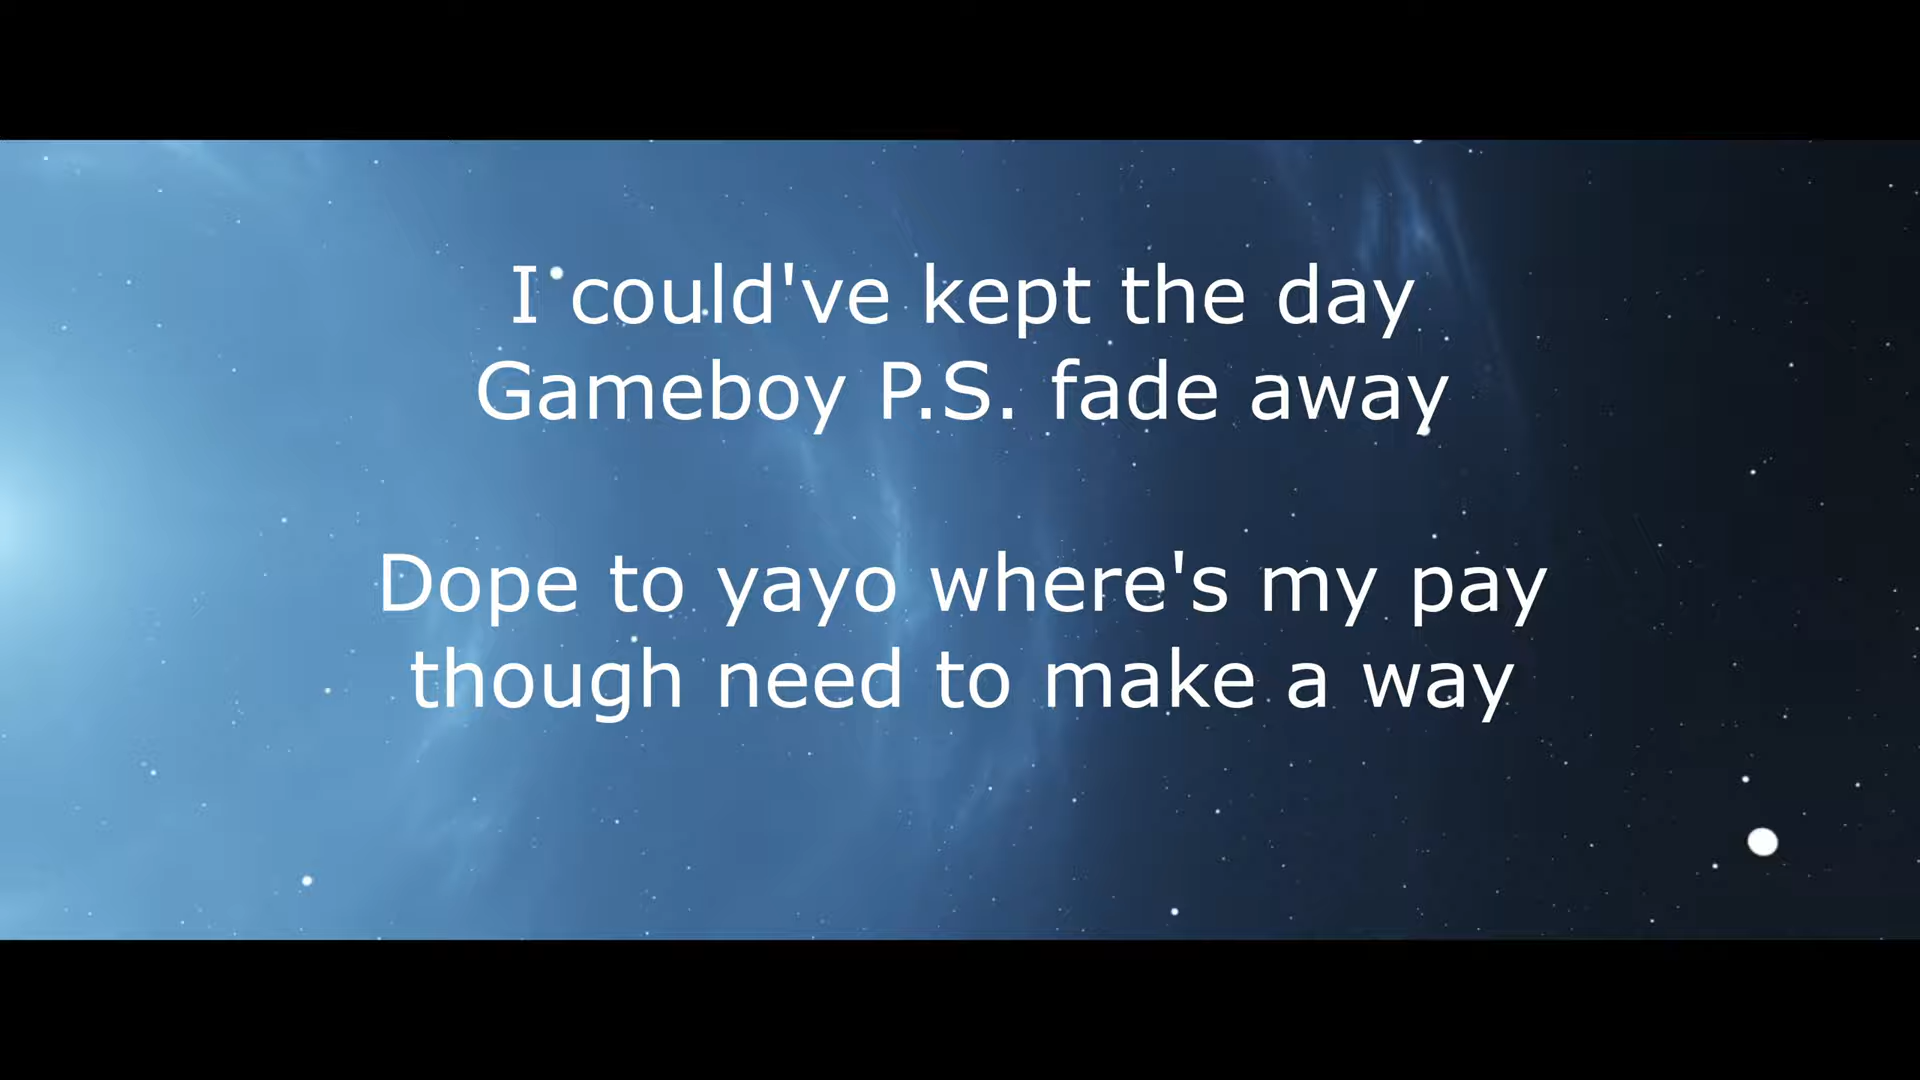 I could've kept the day
Gameboy P.S. fade away
Dope to yayo where's my pay
though need to make a way